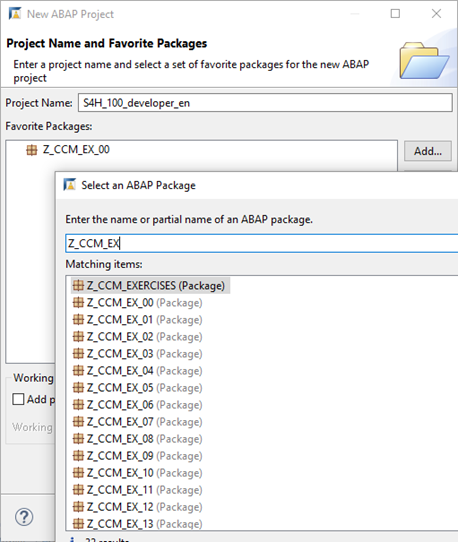 New ABAP Project
Project Name and Favorite Packages
Enter a project name and select a set of favorite packages for the new ABAP
project
Project Name: S4H_100_developer_en
Favorite Packages:
Z_CCM_EX_00
Add...
Select an ABAP Package
Enter the name or partial name of an ABAP package.
Z_CCM_EX
Matching items:
Z_CCM_EXERCISES (Package)
Z_CCM_EX_00 (Package)
Z_CCM_EX_01 (Package)
Z_CCM_EX_02 (Package)
Z_CCM_EX_03 (Package)
Z_CCM_EX_04 (Package)
Z_CCM_EX_05 (Package)
Z_CCM_EX_06 (Package)
Z_CCM_EX_07 (Package)
Z_CCM_EX_08 (Package)
Z_CCM_EX_09 (Package)
Z_CCM_EX_10 (Package)
Z_CCM_EX_11 (Package)
Z_CCM_EX_12 (Package)
Z_CCM_EX_13 (Package)
Working
Add p
Working